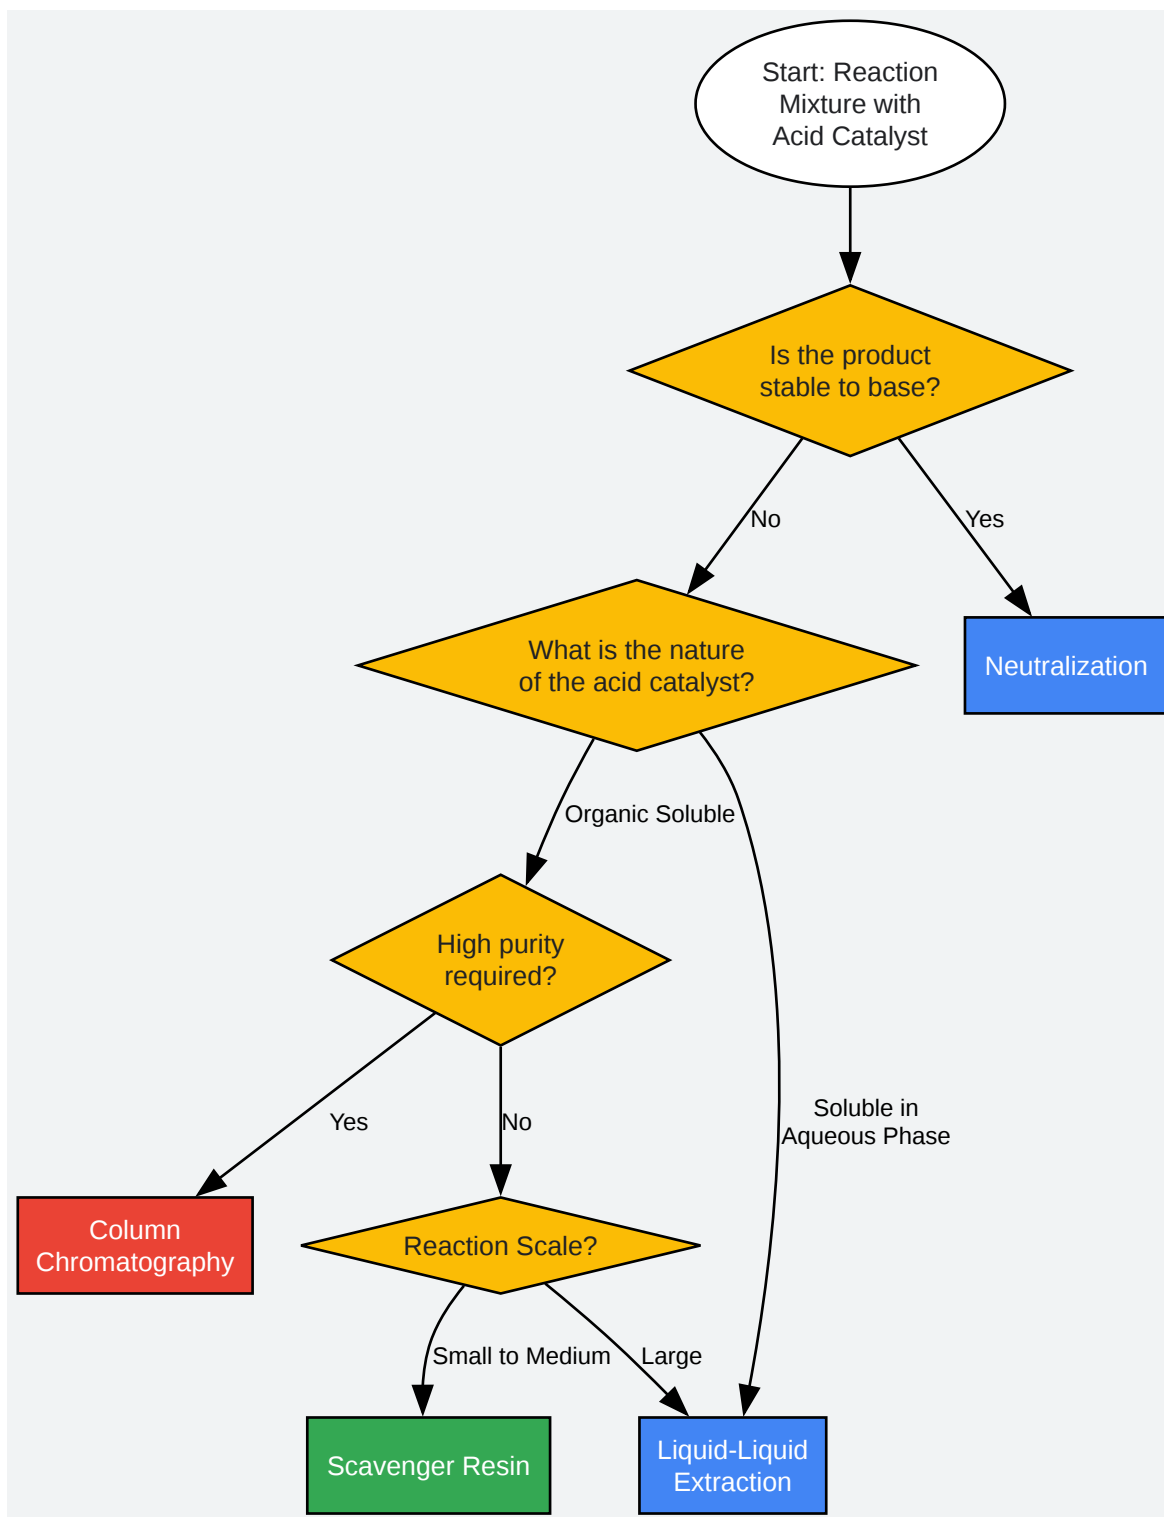 Start: Reaction
Mixture with
Acid Catalyst
Is the product
stable to base?
No
Yes
What is the nature
of the acid catalyst?
Neutralization
Organic Soluble
High purity
required?
Yes
No
Soluble in
Aqueous Phase
Column
Chromatography
Reaction Scale?
Small to Medium
Large
Scavenger Resin
Liquid-Liquid
Extraction